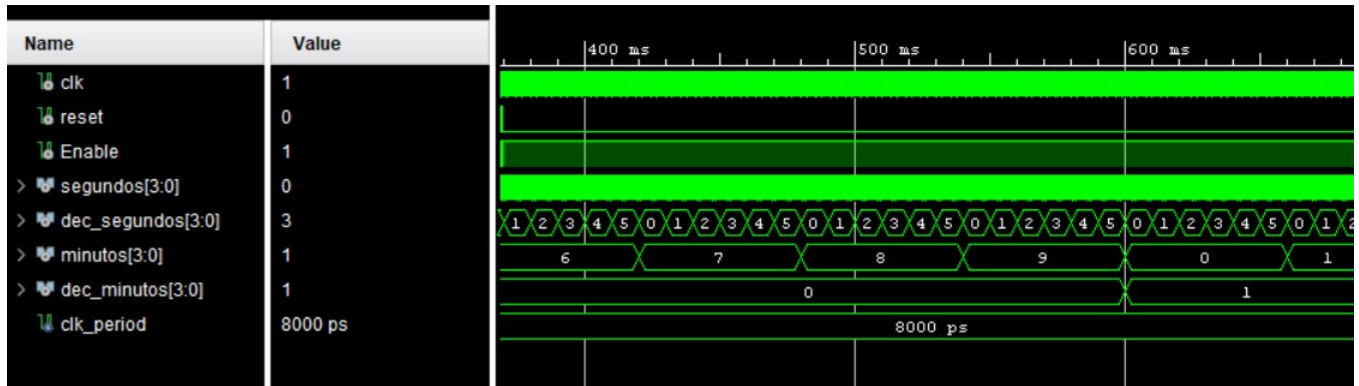 Name Value 400 ms 500 ms 600 ms
clk 1
reset 0
Enable 1
> segundos[3:0] 0
> dec_segundos[3:0] 3 1 2 3 4 5 0 1 2 3 4 5 0 1 2 3 4 5 0 1 2 3 4 5 0 1 2 3 4 5 0 1 2
> minutos[3:0] 1 6 7 8 9 0 1
> dec_minutos[3:0] 1 0 1
clk_period 8000 ps 8000 ps